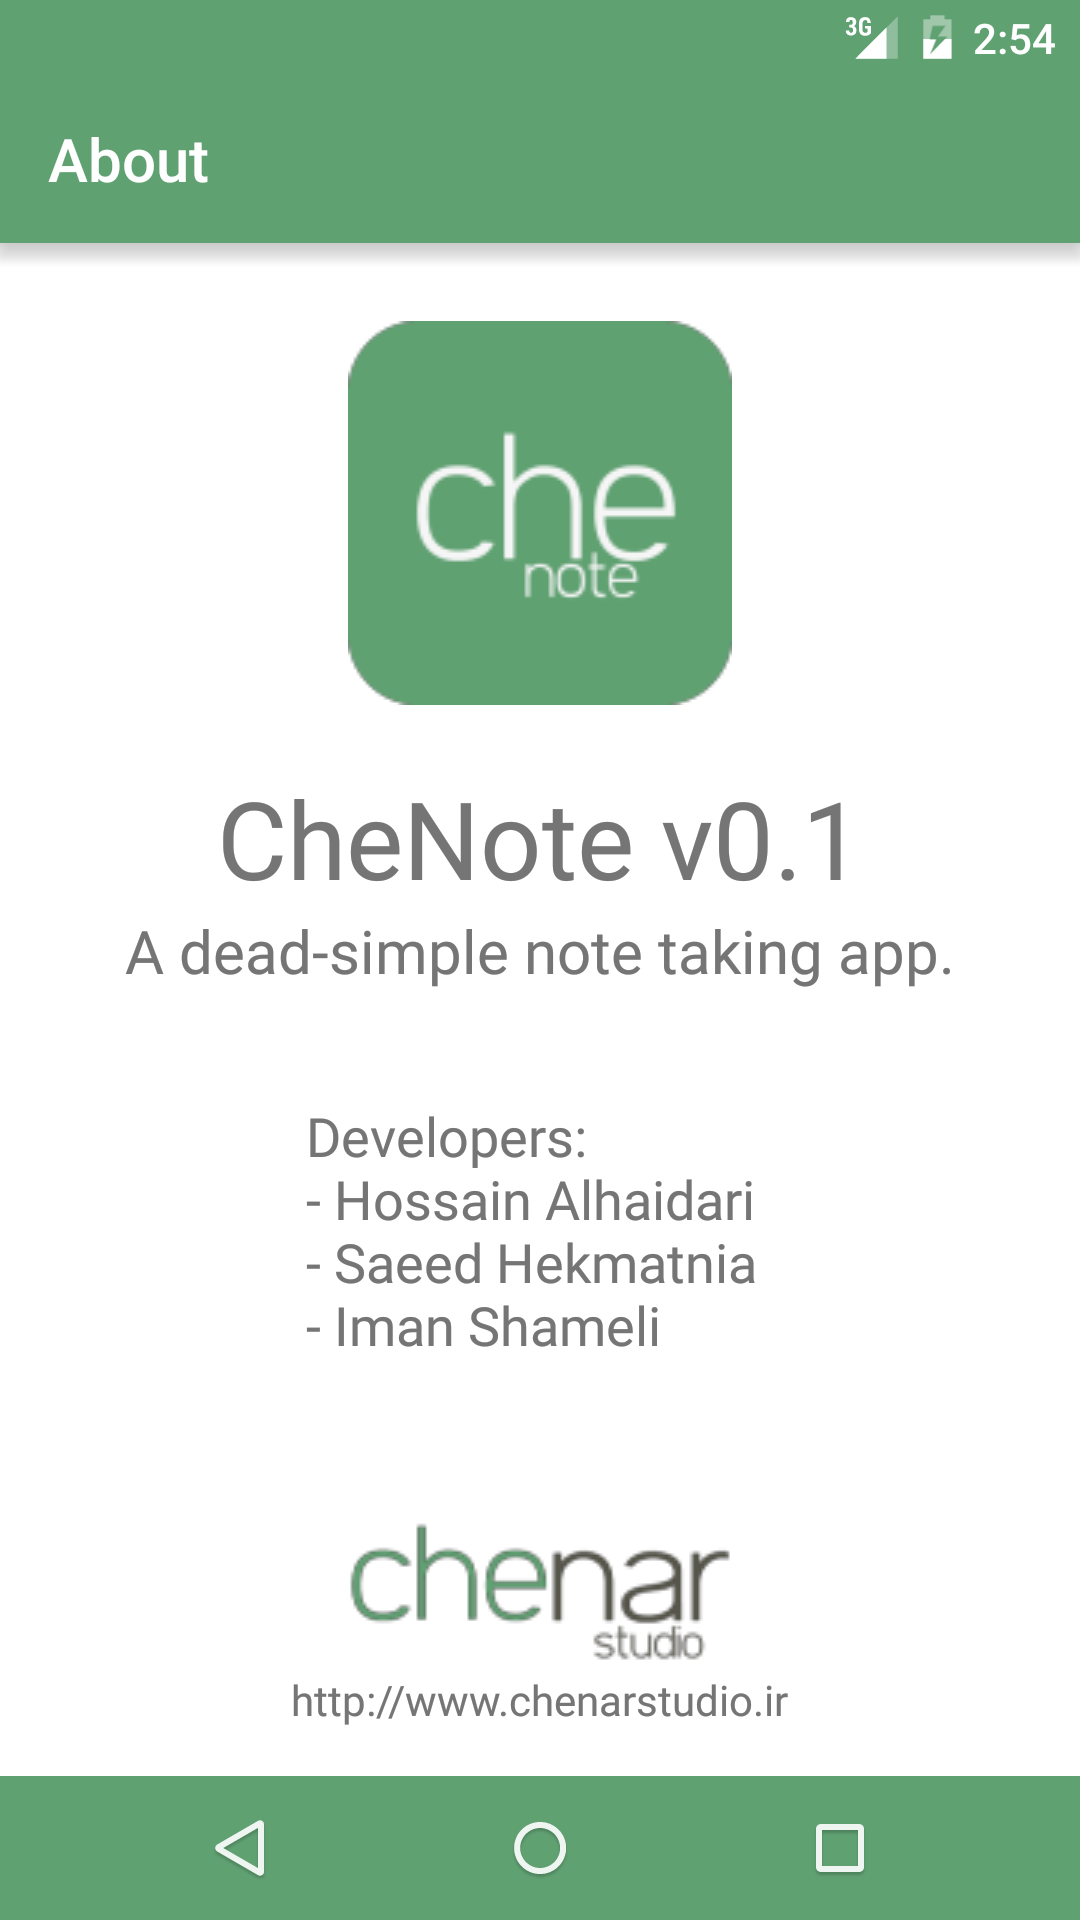 3G 2:54
About
che
note
CheNote v0.1
A dead-simple note taking app.
Developers:
- Hossain Alhaidari
- Saeed Hekmatnia
- Iman Shameli
chenar
studio
http://www.chenarstudio.ir